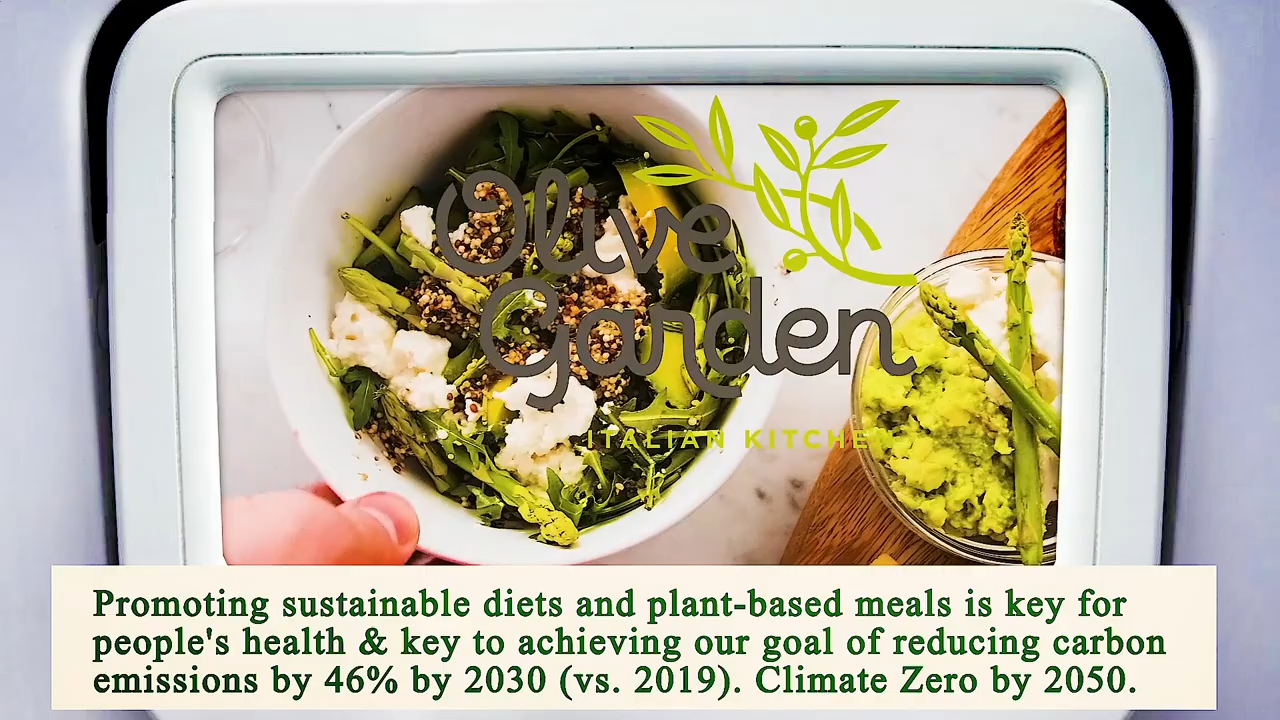 Olive
Garden
ITALIAN KITCHEN
Promoting sustainable diets and plant-based meals is key for
people's health & key to achieving our goal of reducing carbon
emissions by 46% by 2030 (vs. 2019). Climate Zero by 2050.